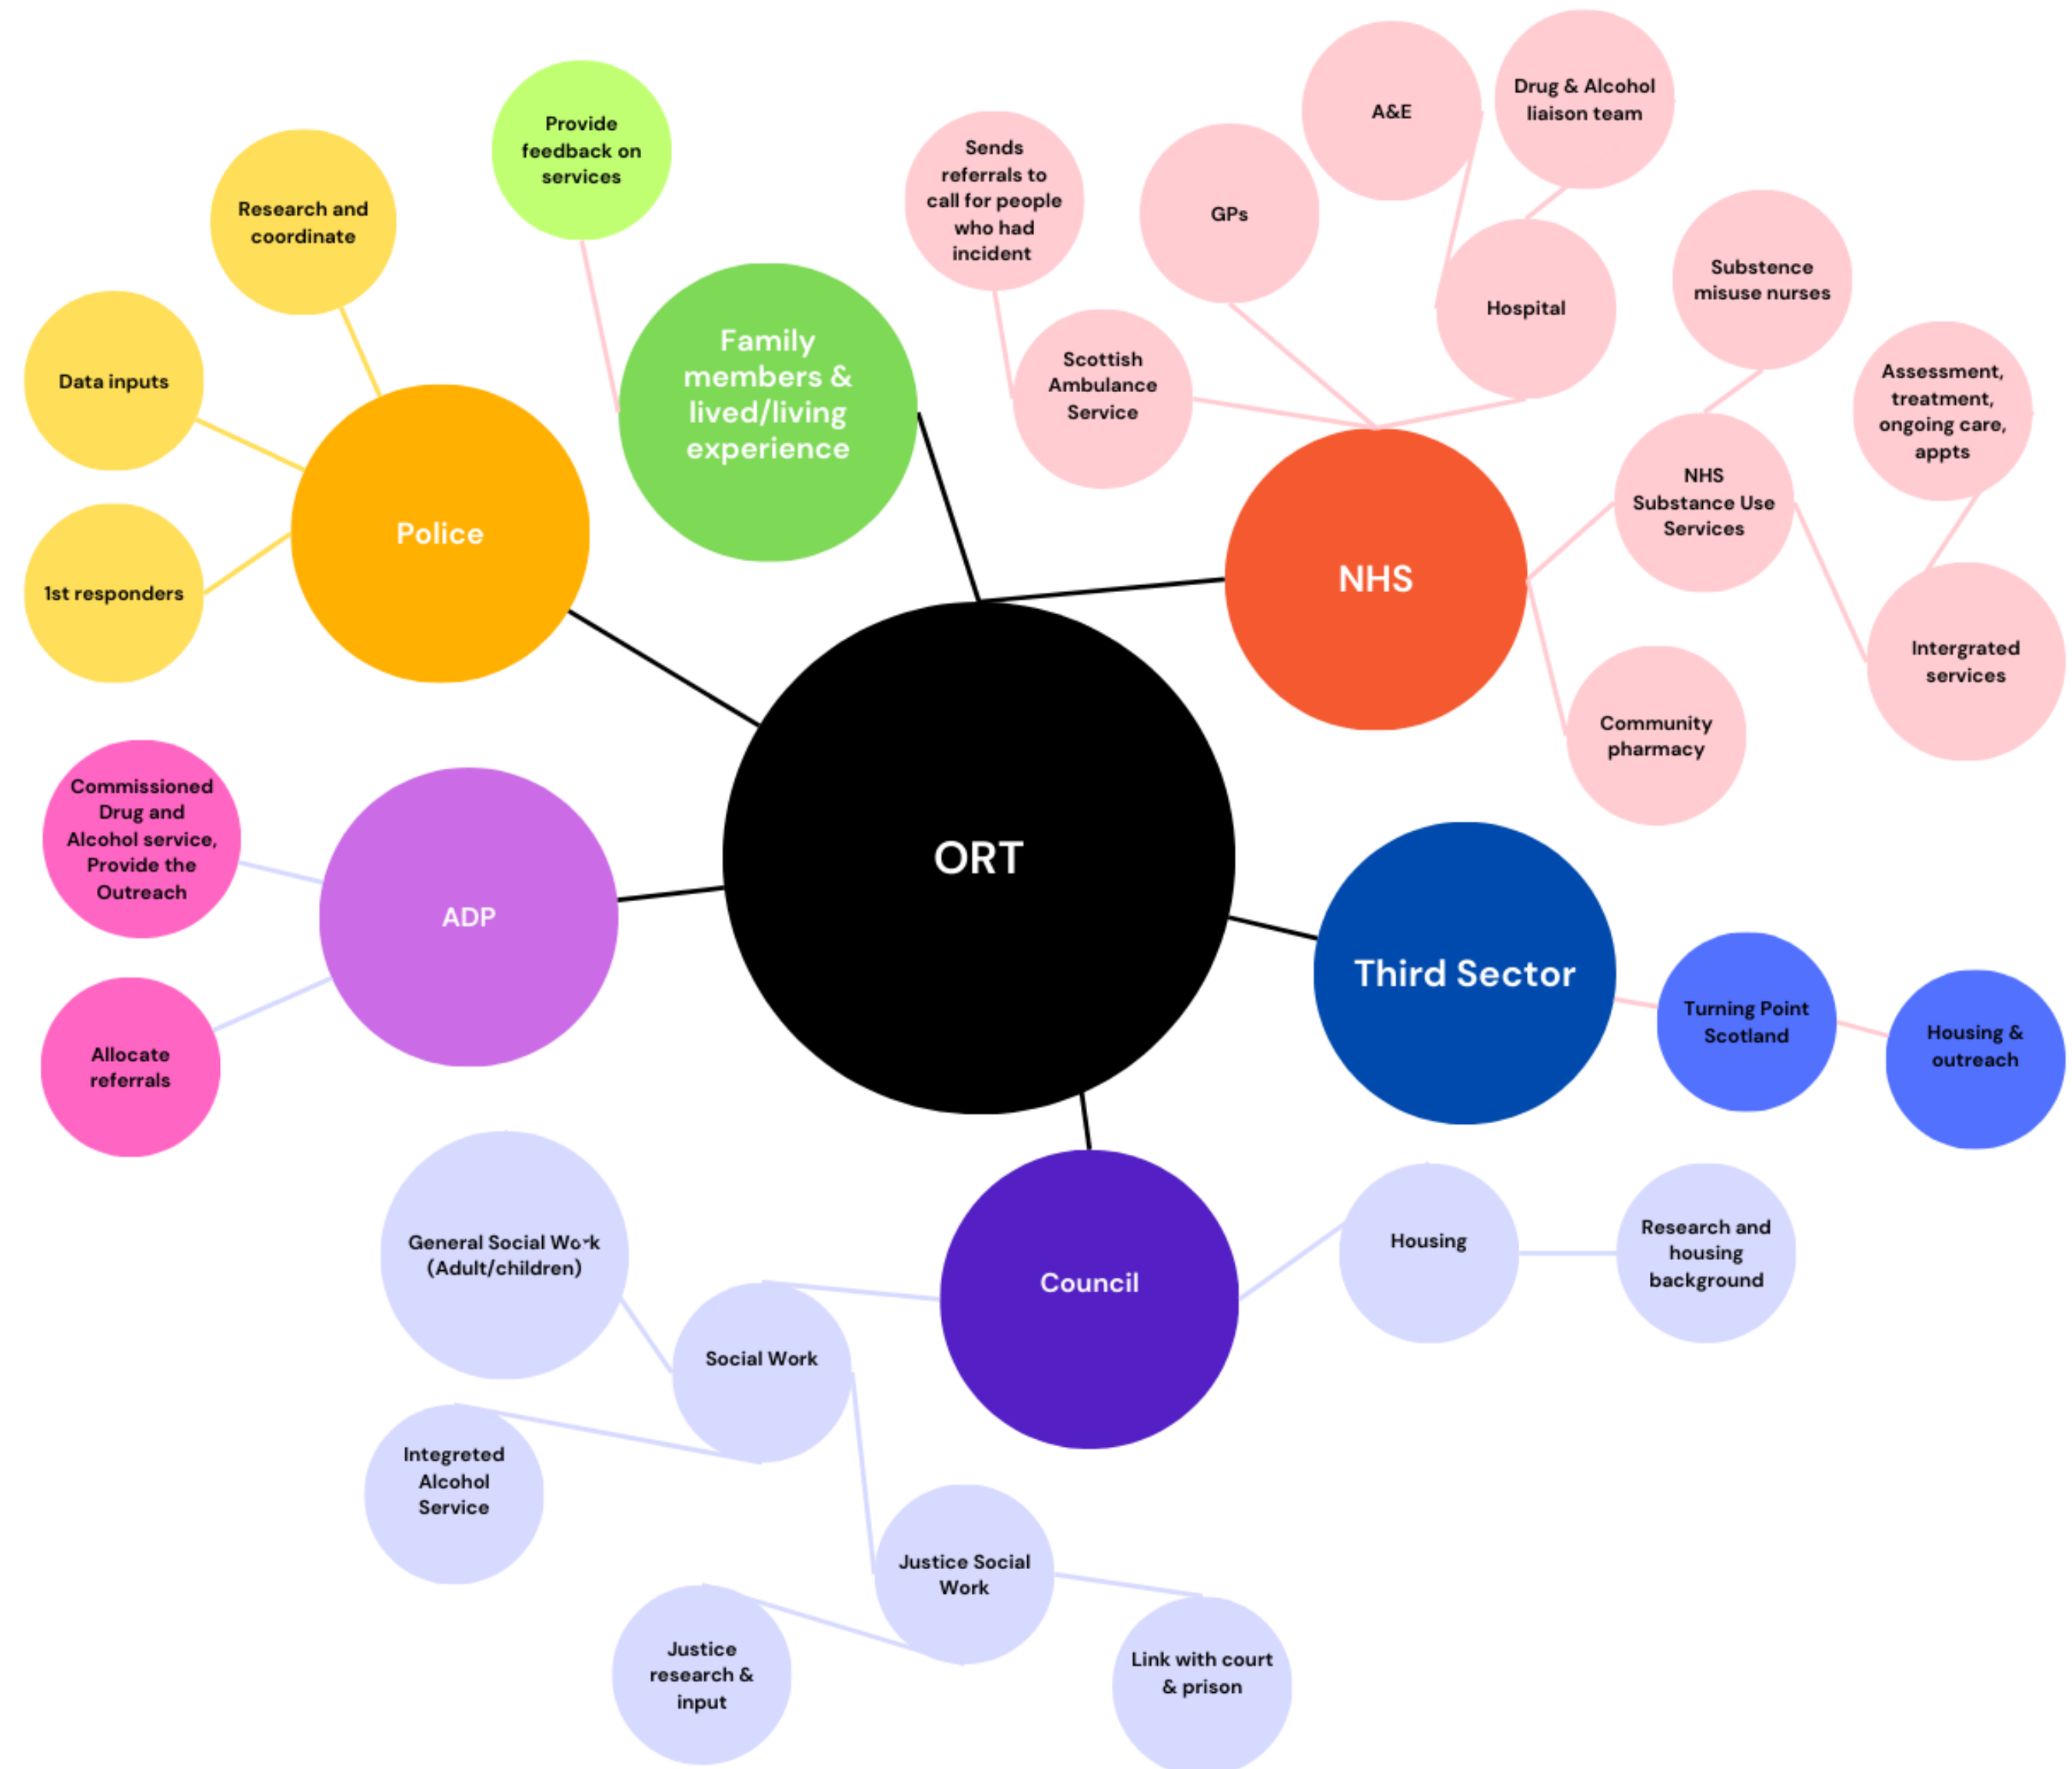 Provide
feedback on
services
Research and
coordinate
Data inputs
1st responders
Police
Family
members &
lived/living
experience
Sends
referrals to
call for people
who had
incident
Scottish
Ambulance
Service
GPs
A&E
Drug & Alcohol
liaison team
Hospital
Substence
misuse nurses
Assessment,
treatment,
ongoing care,
appts
NHS
Substance Use
Services
Intergrated
services
Community
pharmacy
NHS
ORT
Commissioned
Drug and
Alcohol service,
Provide the
Outreach
ADP
Allocate
referrals
Third Sector
Turning Point
Scotland
Housing &
outreach
Council
Housing
Research and
housing
background
General Social Work
(Adult/children)
Social Work
Integreted
Alcohol
Service
Justice Social
Work
Justice
research &
input
Link with court
& prison